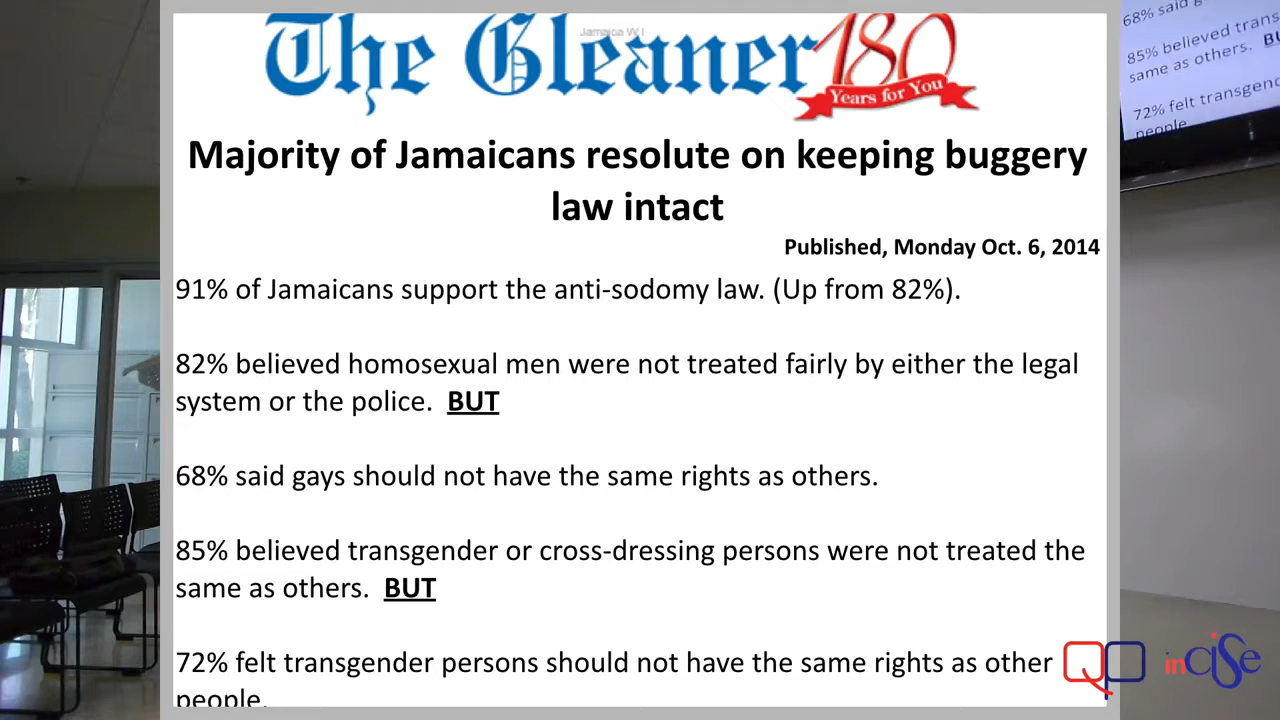 The Gleaner 180
Jamaica W.I
Years for You
Majority of Jamaicans resolute on keeping buggery
law intact
Published, Monday Oct. 6, 2014
91% of Jamaicans support the anti-sodomy law. (Up from 82%).
82% believed homosexual men were not treated fairly by either the legal
system or the police. BUT
68% said gays should not have the same rights as others.
85% believed transgender or cross-dressing persons were not treated the
same as others. BUT
72% felt transgender persons should not have the same rights as other
people.
68% said g
85% believed trans
same as others. BU
72% felt transgend
people
QP inciSe